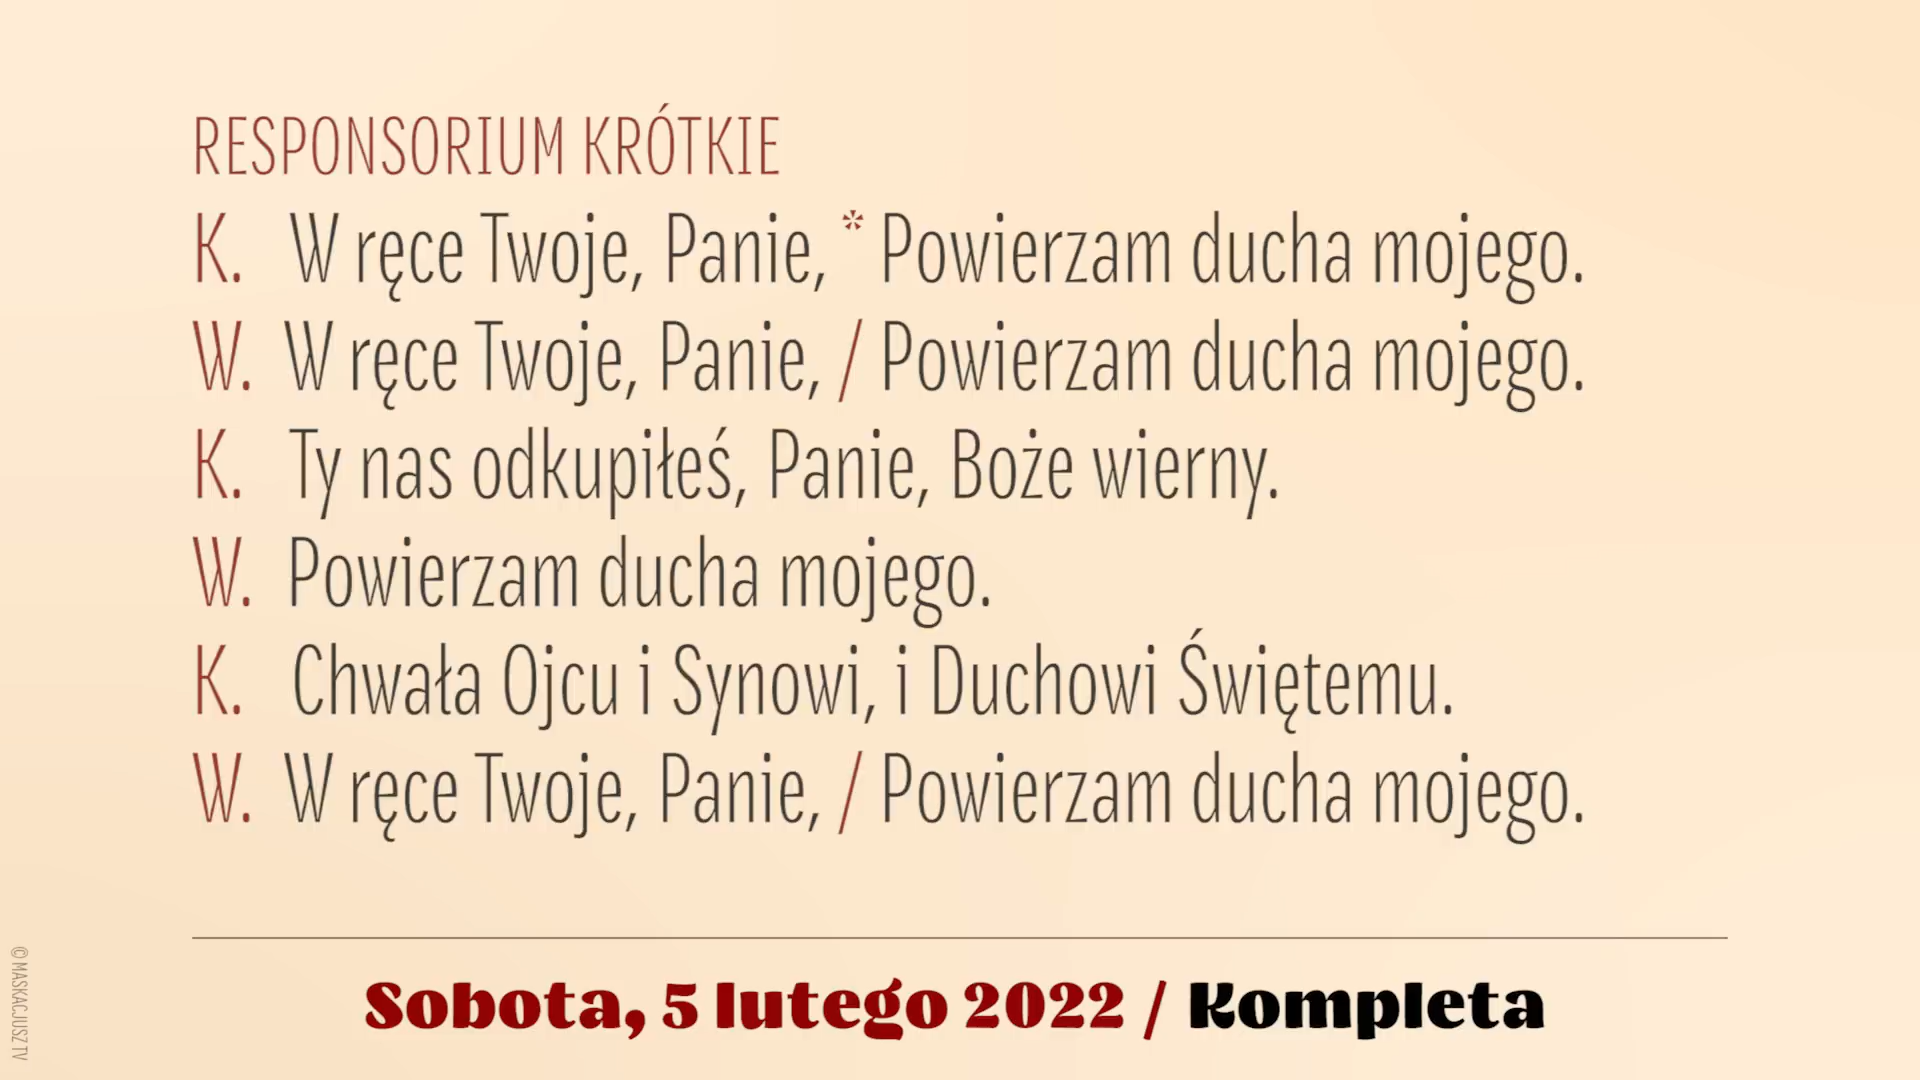 RESPONSORIUM KRÓTKIE
K. W ręce Twoje, Panie, * Powierzam ducha mojego.
W. W ręce Twoje, Panie, / Powierzam ducha mojego.
K. Ty nas odkupiłeś, Panie, Boże wierny.
W. Powierzam ducha mojego.
K. Chwała Ojcu i Synowi, i Duchowi Świętemu.
W. W ręce Twoje, Panie, / Powierzam ducha mojego.
Sobota, 5 lutego 2022 / Kompleta
© MASKACJUSZ TV